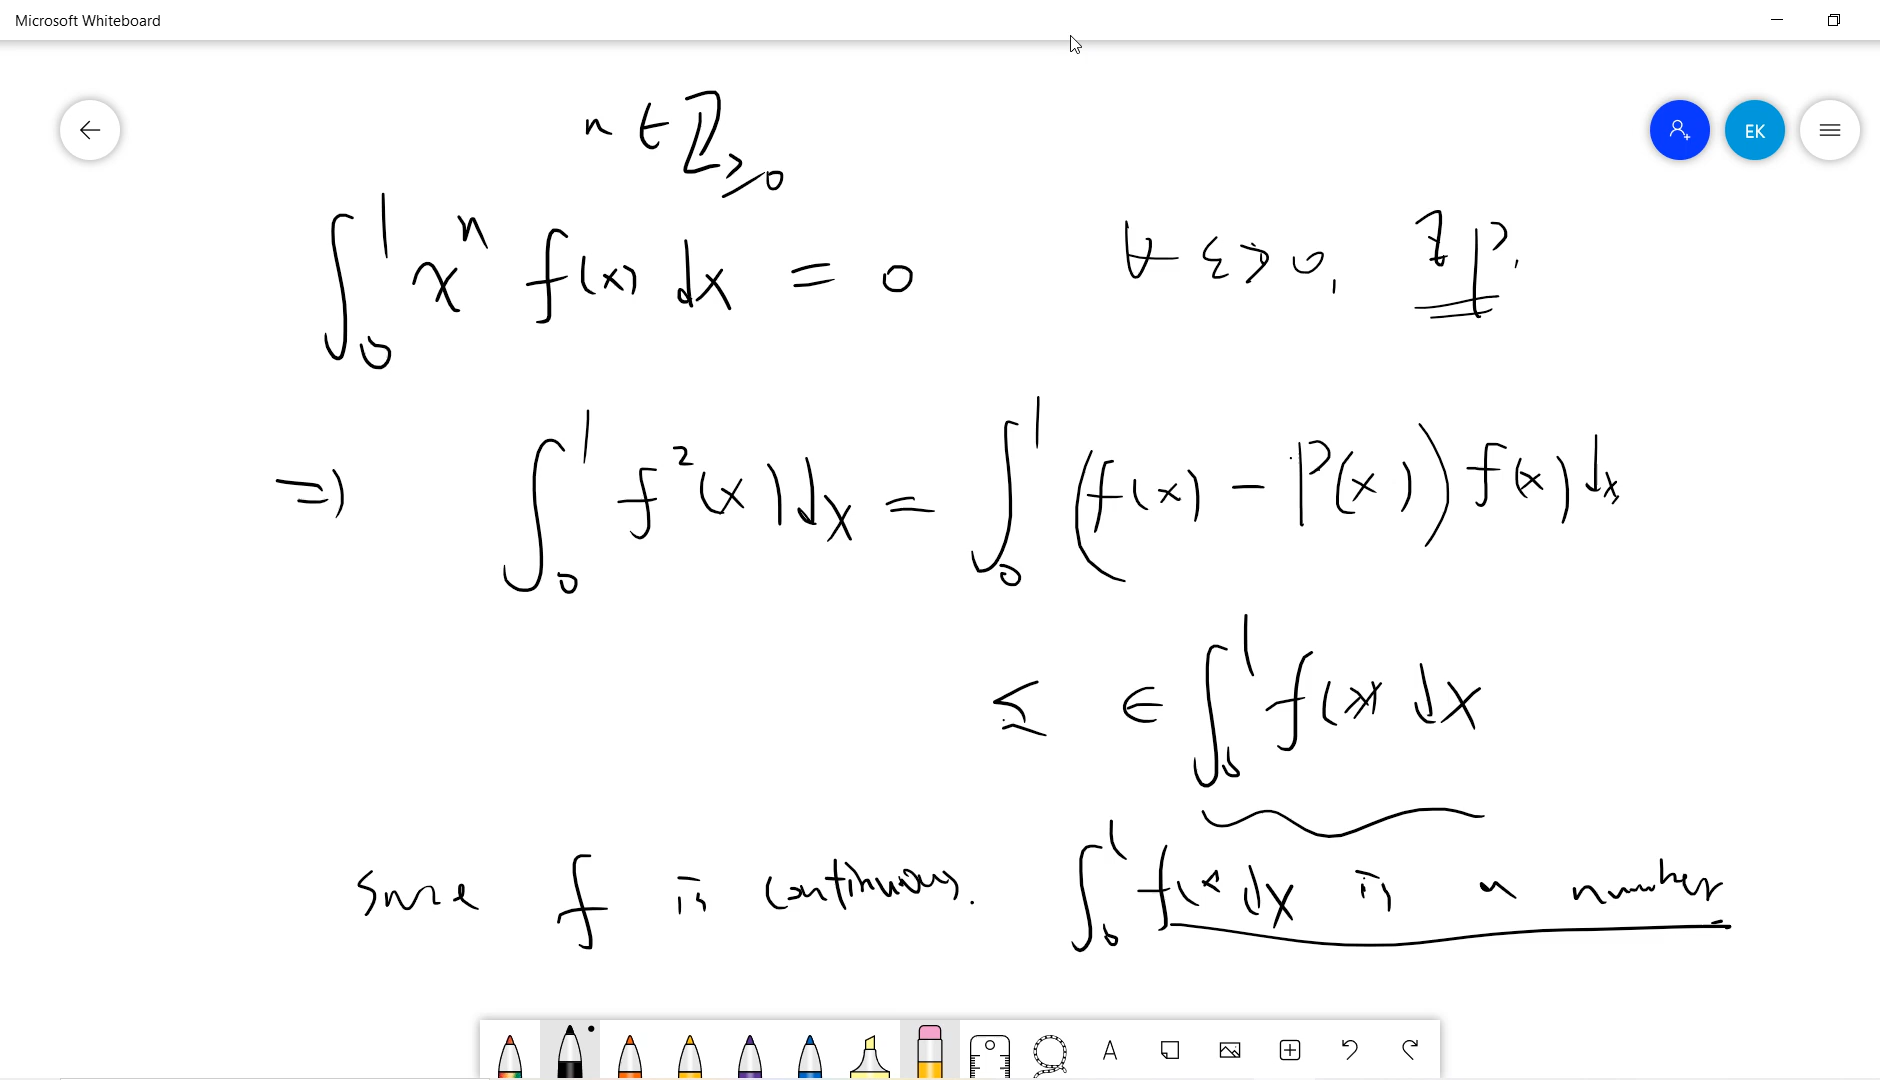 Microsoft Whiteboard
n ∈ ℤ≥0
∫₀¹ xⁿ f(x) dx = 0
∀ ε > 0, ∃ P.
EK
⇒ ∫₀¹ f²(x) dx = ∫₀¹ (f(x) − P(x)) f(x) dx
≤ ∈ ∫₀¹ f(x) dx
Since f is continuous. ∫₀¹ f(x dx is a number
A